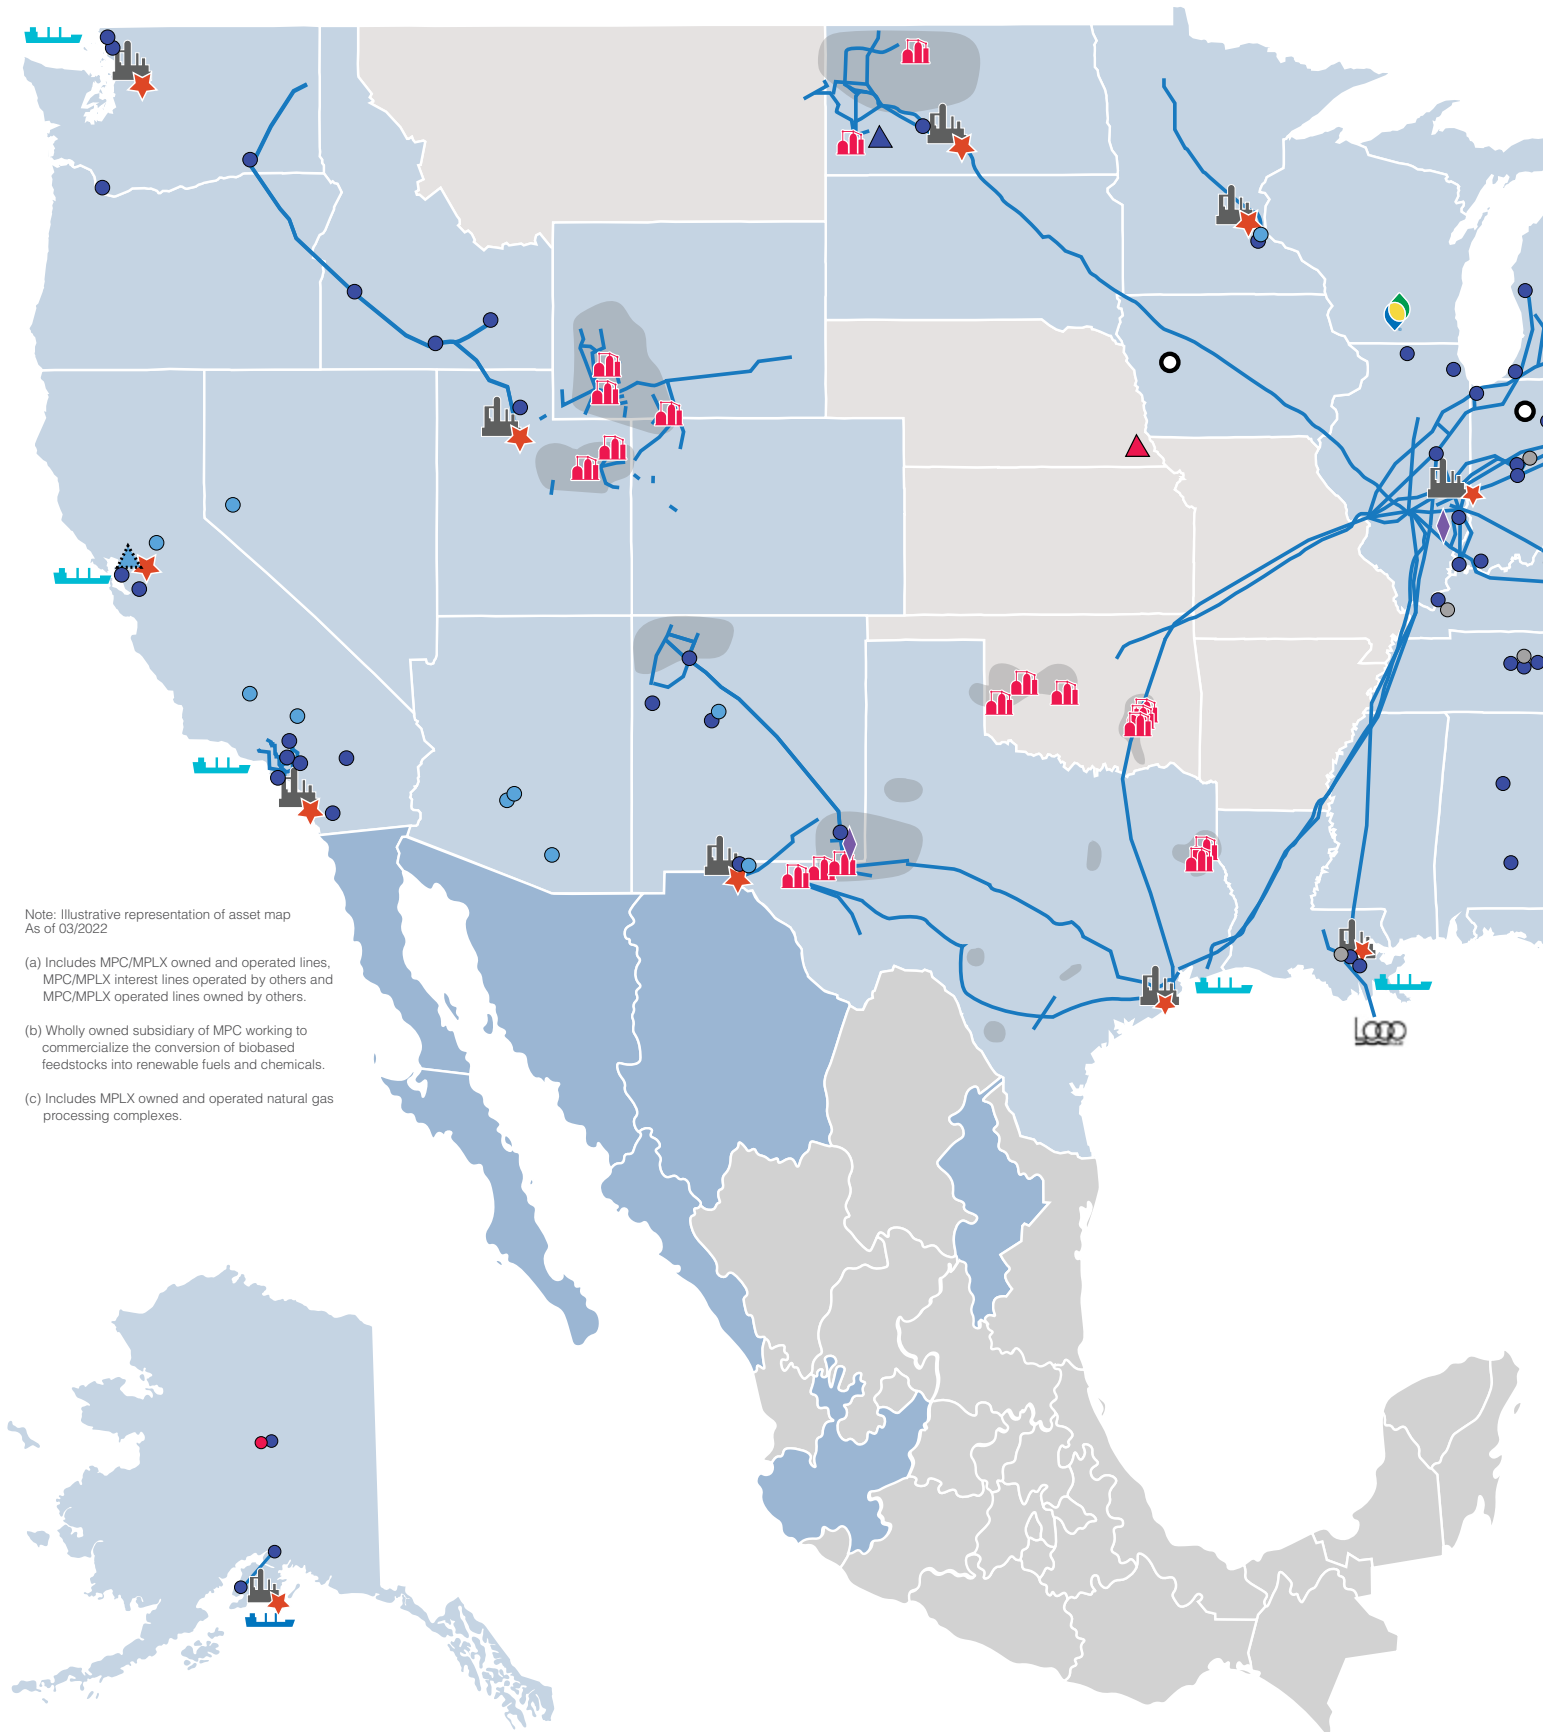 Note: Illustrative representation of asset map
As of 03/2022
(a) Includes MPC/MPLX owned and operated lines,
MPC/MPLX interest lines operated by others and
MPC/MPLX operated lines owned by others.
(b) Wholly owned subsidiary of MPC working to
commercialize the conversion of biobased
feedstocks into renewable fuels and chemicals.
(c) Includes MPLX owned and operated natural gas
processing complexes.
LOOP